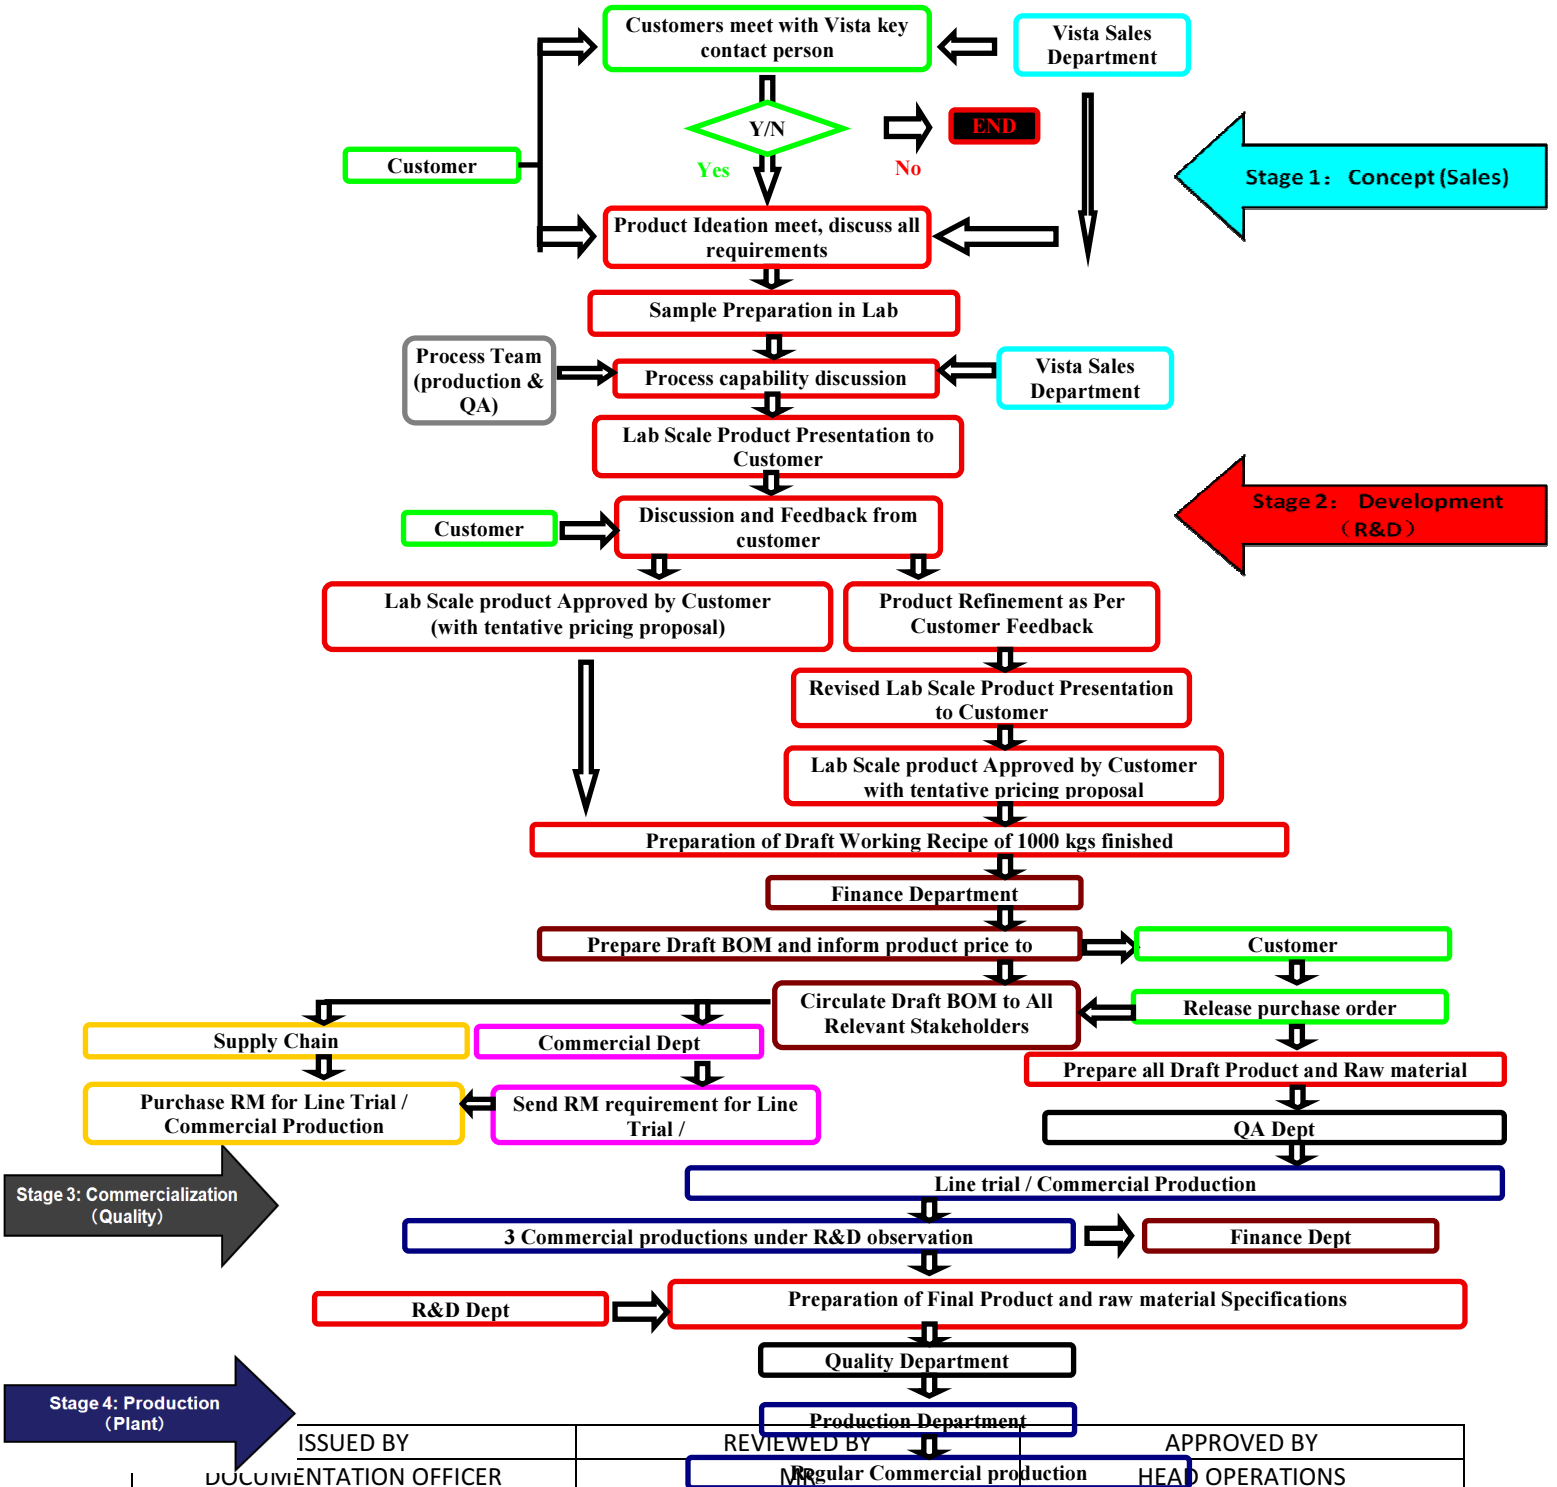 Customers meet with Vista key
contact person
Vista Sales
Department
Y/N
END
Customer
Yes
No
Stage 1: Concept (Sales)
Product Ideation meet, discuss all
requirements
Sample Preparation in Lab
Process Team
(production &
QA)
Process capability discussion
Vista Sales
Department
Lab Scale Product Presentation to
Customer
Stage 2: Development
(R&D)
Customer
Discussion and Feedback from
customer
Lab Scale product Approved by Customer
(with tentative pricing proposal)
Product Refinement as Per
Customer Feedback
Revised Lab Scale Product Presentation
to Customer
Lab Scale product Approved by Customer
with tentative pricing proposal
Preparation of Draft Working Recipe of 1000 kgs finished
Finance Department
Prepare Draft BOM and inform product price to
Customer
Circulate Draft BOM to All
Relevant Stakeholders
Release purchase order
Supply Chain
Commercial Dept
Prepare all Draft Product and Raw material
Purchase RM for Line Trial /
Commercial Production
Send RM requirement for Line
Trial /
QA Dept
Stage 3: Commercialization
(Quality)
Line trial / Commercial Production
3 Commercial productions under R&D observation
Finance Dept
R&D Dept
Preparation of Final Product and raw material Specifications
Quality Department
Stage 4: Production
(Plant)
Production Department
ISSUED BY
REVIEWED BY
APPROVED BY
DOCUMENTATION OFFICER
MR
Regular Commercial production
HEAD OPERATIONS